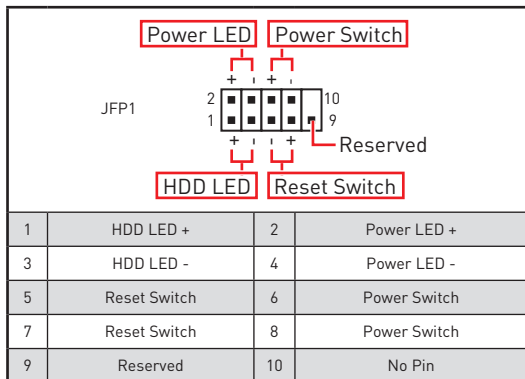 Power LED Power Switch
+ - + -
JFP1
2 10
1 9
+ - - +
Reserved
HDD LED Reset Switch
1 HDD LED + 2 Power LED +
3 HDD LED - 4 Power LED -
5 Reset Switch 6 Power Switch
7 Reset Switch 8 Power Switch
9 Reserved 10 No Pin